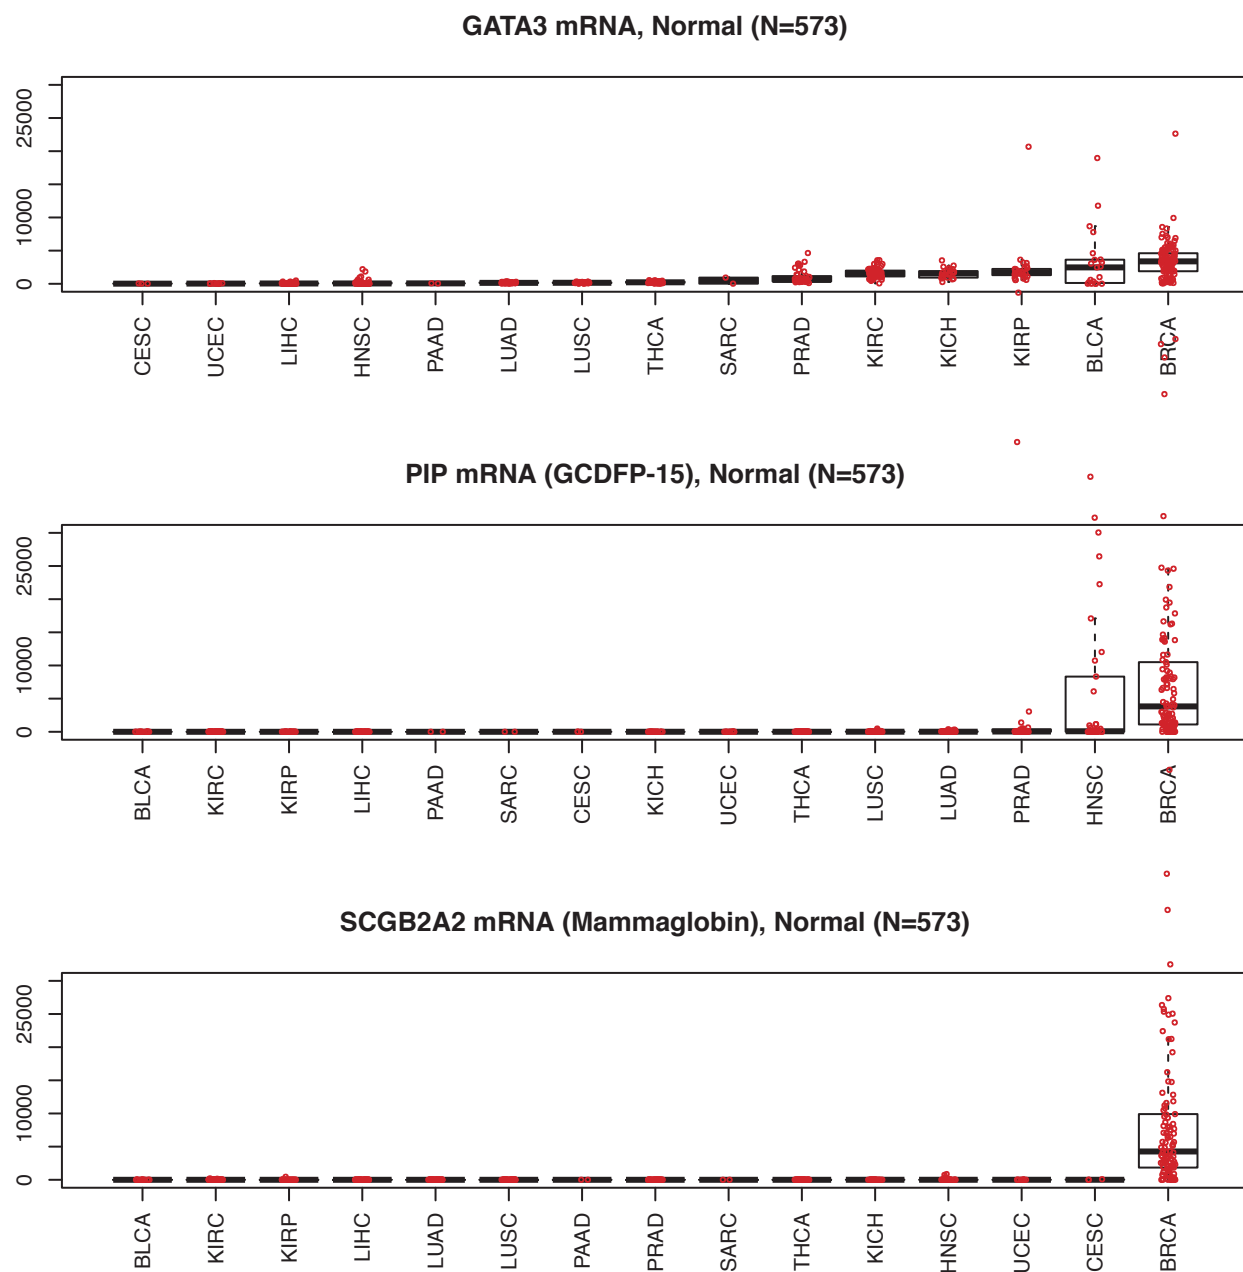 GATA3 mRNA, Normal (N=573)
25000
10000
0
CESC UCEC LIHC HNSC PAAD LUAD LUSC THCA SARC PRAD KIRC KICH KIRP BLCA BRCA
PIP mRNA (GCDFP-15), Normal (N=573)
25000
10000
0
BLCA KIRC KIRP LIHC PAAD SARC CESC KICH UCEC THCA LUSC LUAD PRAD HNSC BRCA
SCGB2A2 mRNA (Mammaglobin), Normal (N=573)
25000
10000
0
BLCA KIRC KIRP LIHC LUAD LUSC PAAD PRAD SARC THCA KICH HNSC UCEC CESC BRCA